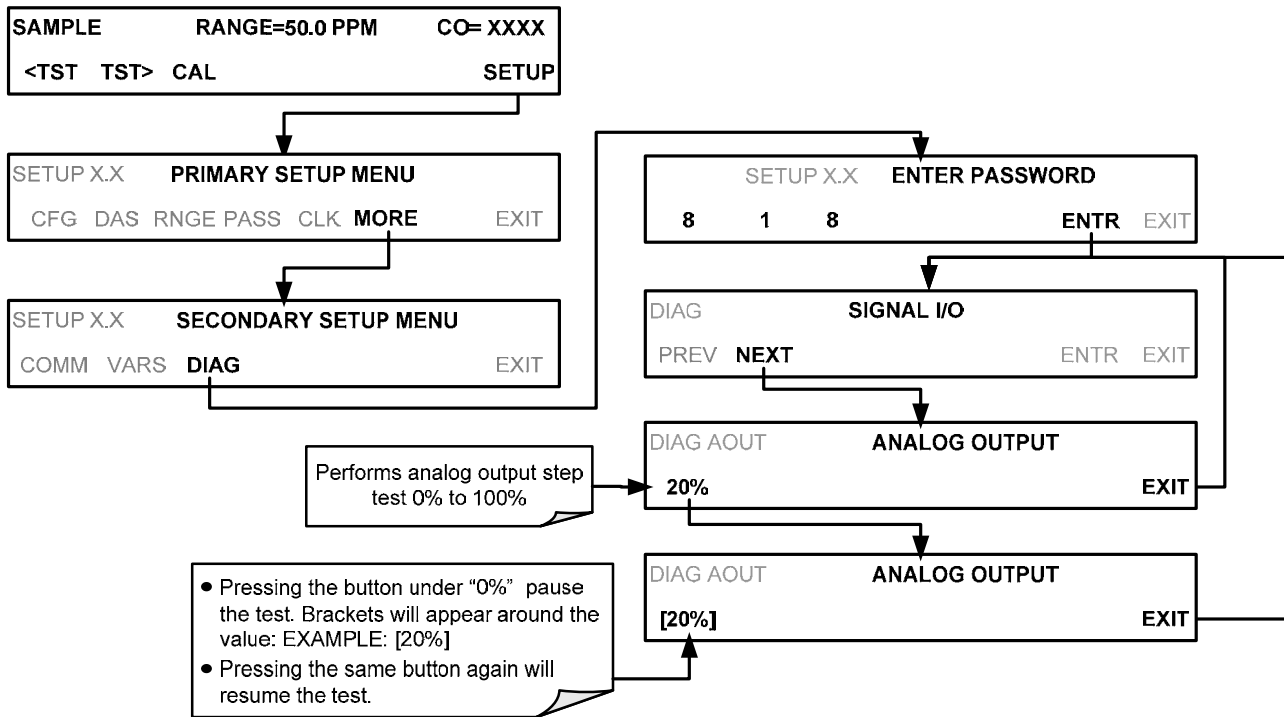 SAMPLE RANGE=50.0 PPM CO= XXXX
<TST TST> CAL SETUP
SETUP X.X PRIMARY SETUP MENU
CFG DAS RNGE PASS CLK MORE EXIT
SETUP X.X SECONDARY SETUP MENU
COMM VARS DIAG EXIT
SETUP X.X ENTER PASSWORD
8 1 8 ENTR EXIT
DIAG SIGNAL I/O
PREV NEXT ENTR EXIT
DIAG AOUT ANALOG OUTPUT
20% EXIT
Performs analog output step
test 0% to 100%
DIAG AOUT ANALOG OUTPUT
[20%] EXIT
• Pressing the button under “0%” pause
the test. Brackets will appear around the
value: EXAMPLE: [20%]
• Pressing the same button again will
resume the test.